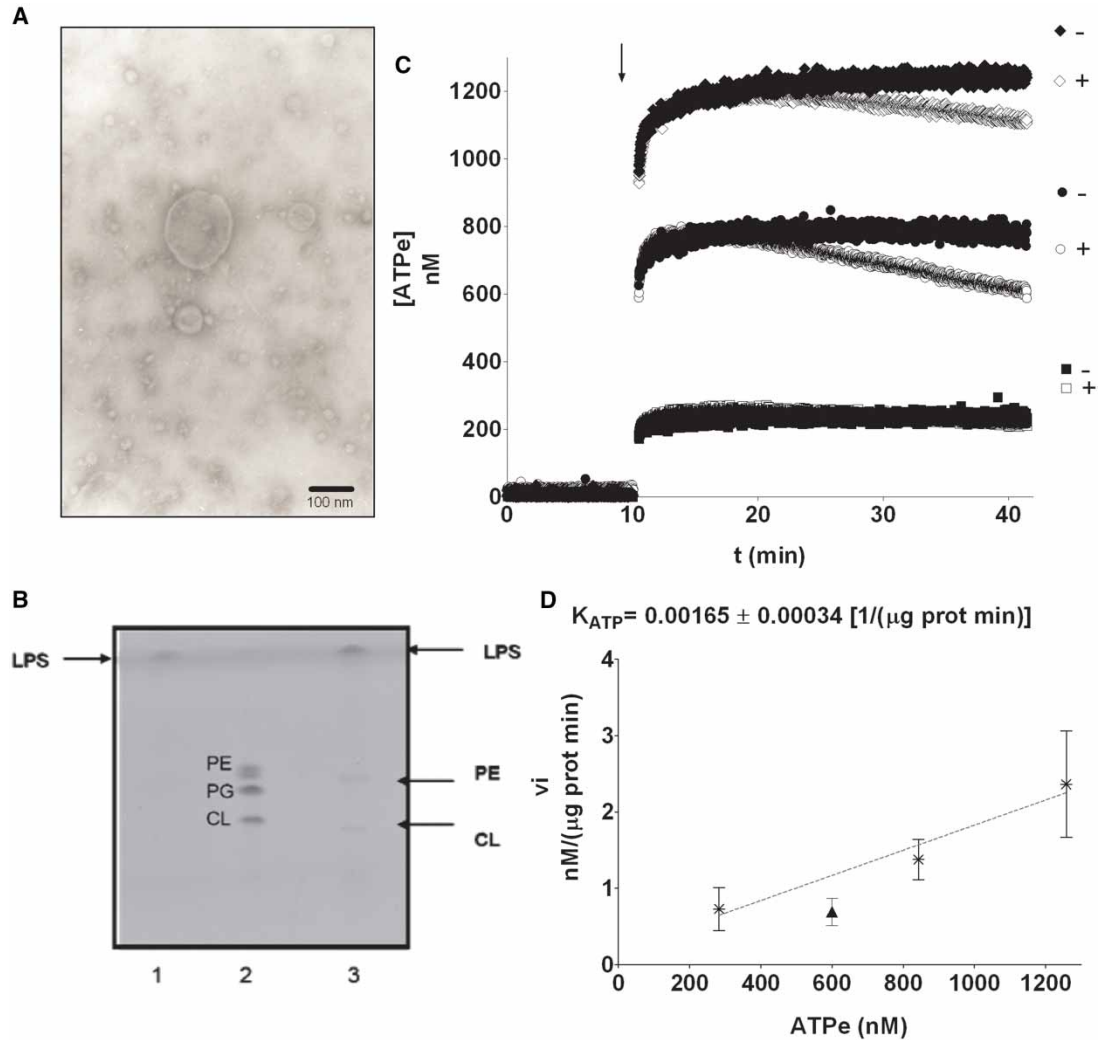 A
100 nm
B
LPS
LPS
PE
PG
CL
PE
CL
1 2 3
C
[ATPe]
nM
1200
1000
800
600
400
200
0
0 10 20 30 40
t (min)
-
+
-
+
-
+
D
K_ATP= 0.00165 ± 0.00034 [1/(µg prot min)]
vi
nM/(µg prot min)
4
3
2
1
0
0 200 400 600 800 1000 1200
ATPe (nM)